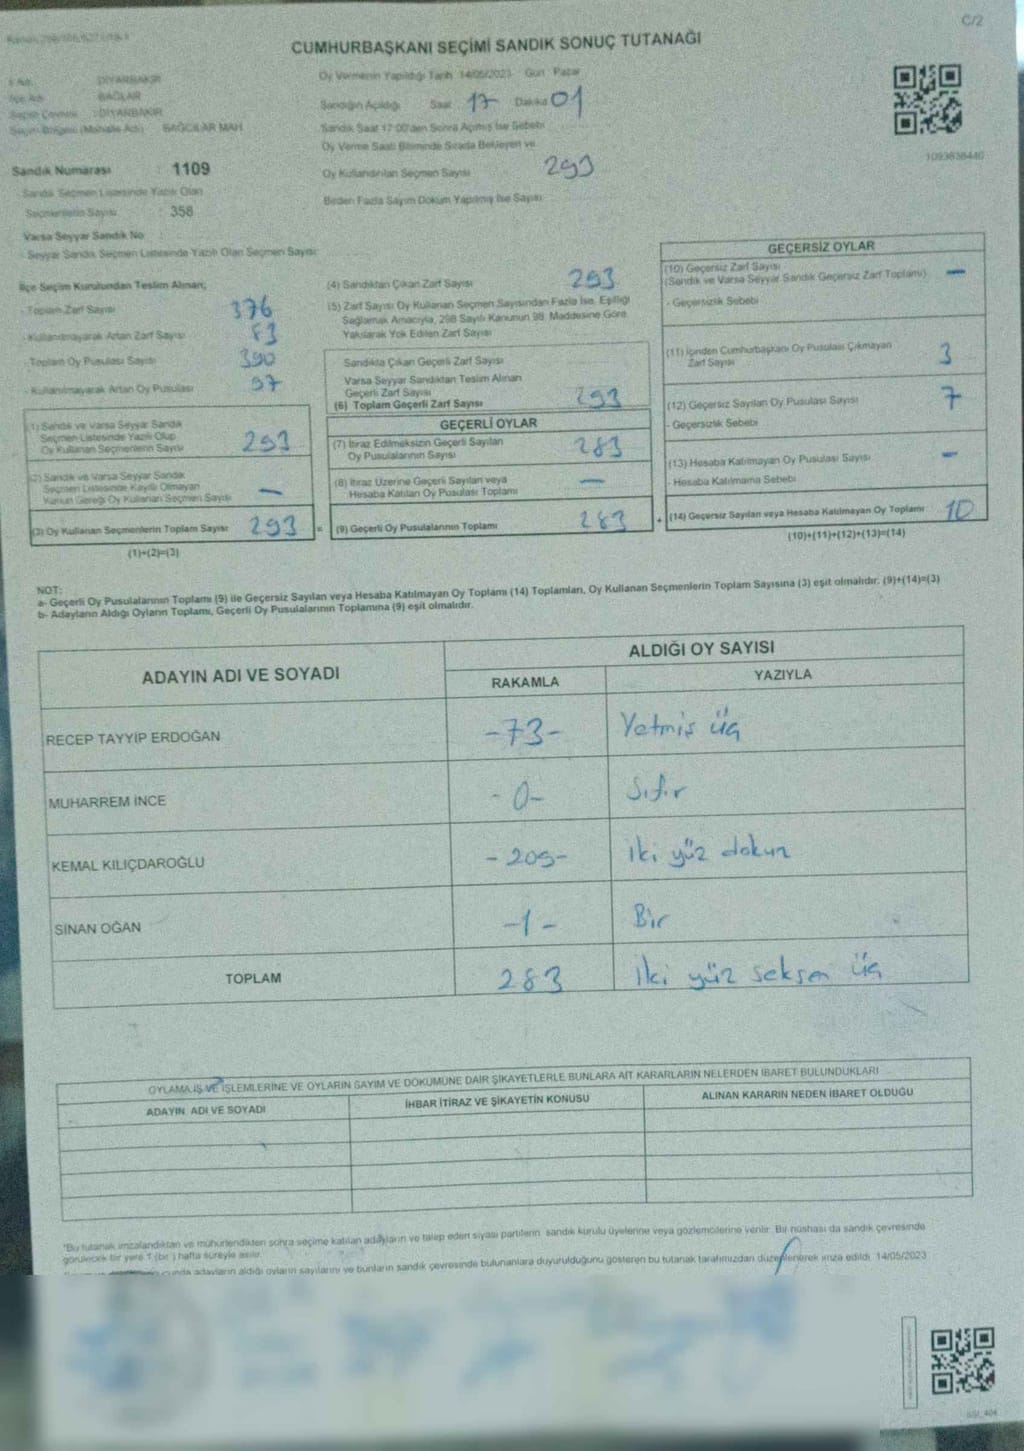 C/2
CUMHURBAŞKANI SEÇİMİ SANDIK SONUÇ TUTANAĞI
İl Adı : DİYARBAKIR
İlçe Adı : BAĞLAR
Seçim Çevresi : DİYARBAKIR
Seçim Bölgesi (Mahalle Adı) : BAĞCILAR MAH.
Oy Vermenin Yapıldığı Tarih 14/05/2023 Gün : Pazar
Sandığın Açıldığı Saat 17 Dakika 01
Sandık Saat 17:00'den Sonra Açılmış İse Sebebi
Oy Verme Saati Bitiminde Sırada Bekleyen ve
Oy Kullandırılan Seçmen Sayısı 293
Birden Fazla Sayım Döküm Yapılmış İse Sayısı
1093838440
Sandık Numarası : 1109
Sandık Seçmen Listesinde Yazılı Olan
Seçmenlerin Sayısı : 358
Varsa Seyyar Sandık No :
Seyyar Sandık Seçmen Listesinde Yazılı Olan Seçmen Sayısı:
İlçe Seçim Kurulundan Teslim Alınan;
- Toplam Zarf Sayısı 376
- Kullanılmayarak Artan Zarf Sayısı 83
- Toplam Oy Pusulası Sayısı 390
- Kullanılmayarak Artan Oy Pusulası 97
(1) Sandık ve Varsa Seyyar Sandık
Seçmen Listesinde Yazılı Olup
Oy Kullanan Seçmenlerin Sayısı 293
(2) Sandık ve Varsa Seyyar Sandık
Seçmen Listesinde Kayıtlı Olmayan
Kanun Gereği Oy Kullanan Seçmen Sayısı —
(3) Oy Kullanan Seçmenlerin Toplam Sayısı 293 =
(1)+(2)=(3)
(4) Sandıktan Çıkan Zarf Sayısı 293
(5) Zarf Sayısı Oy Kullanan Seçmen Sayısından Fazla İse, Eşitliği
Sağlamak Amacıyla, 298 Sayılı Kanunun 98. Maddesine Göre
Yakılarak Yok Edilen Zarf Sayısı
Sandıkta Çıkan Geçerli Zarf Sayısı
Varsa Seyyar Sandıktan Teslim Alınan
Geçerli Zarf Sayısı
(6) Toplam Geçerli Zarf Sayısı 293
GEÇERLİ OYLAR
(7) İtiraz Edilmeksizin Geçerli Sayılan
Oy Pusulalarının Sayısı 283
(8) İtiraz Üzerine Geçerli Sayılan veya
Hesaba Katılan Oy Pusulası Toplamı —
(9) Geçerli Oy Pusulalarının Toplamı 283 +
GEÇERSİZ OYLAR
(10) Geçersiz Zarf Sayısı
(Sandık ve Varsa Seyyar Sandık Geçersiz Zarf Toplamı) —
- Geçersizlik Sebebi
(11) İçinden Cumhurbaşkanı Oy Pusulası Çıkmayan
Zarf Sayısı 3
(12) Geçersiz Sayılan Oy Pusulası Sayısı 7
- Geçersizlik Sebebi
(13) Hesaba Katılmayan Oy Pusulası Sayısı —
- Hesaba Katılmama Sebebi
(14) Geçersiz Sayılan veya Hesaba Katılmayan Oy Toplamı 10
(10)+(11)+(12)+(13)=(14)
NOT:
a- Geçerli Oy Pusulalarının Toplamı (9) ile Geçersiz Sayılan veya Hesaba Katılmayan Oy Toplamı (14) Toplamları, Oy Kullanan Seçmenlerin Toplam Sayısına (3) eşit olmalıdır. (9)+(14)=(3)
b- Adayların Aldığı Oyların Toplamı, Geçerli Oy Pusulalarının Toplamına (9) eşit olmalıdır.
ADAYIN ADI VE SOYADI ALDIĞI OY SAYISI
RAKAMLA YAZIYLA
RECEP TAYYİP ERDOĞAN -73- Yetmiş üç
MUHARREM İNCE -0- Sıfır
KEMAL KILIÇDAROĞLU -209- İki yüz dokuz
SİNAN OĞAN -1- Bir
TOPLAM 283 İki yüz seksen üç
OYLAMA İŞ VE İŞLEMLERİNE VE OYLARIN SAYIM VE DÖKÜMÜNE DAİR ŞİKAYETLERLE BUNLARA AİT KARARLARIN NELERDEN İBARET BULUNDUKLARI
ADAYIN ADI VE SOYADI İHBAR İTİRAZ VE ŞİKAYETİN KONUSU ALINAN KARARIN NEDEN İBARET OLDUĞU
*Bu tutanak imzalandıktan ve mühürlendikten sonra seçime katılan adayların ve talep eden siyasi partilerin sandık kurulu üyelerine veya gözlemcilerine verilir. Bir nüshası da sandık çevresinde
görülecek bir yere 1 (bir) hafta süreyle asılır.
adayların aldığı oyların sayılarını ve bunların sandık çevresinde bulunanlara duyurulduğunu gösteren bu tutanak tarafımızdan düzenlenerek imza edildi. 14/05/2023